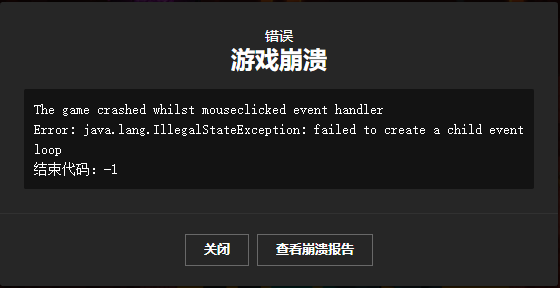 错误
游戏崩溃
The game crashed whilst mouseclicked event handler
Error: java.lang.IllegalStateException: failed to create a child event
loop
结束代码: -1
关闭
查看崩溃报告